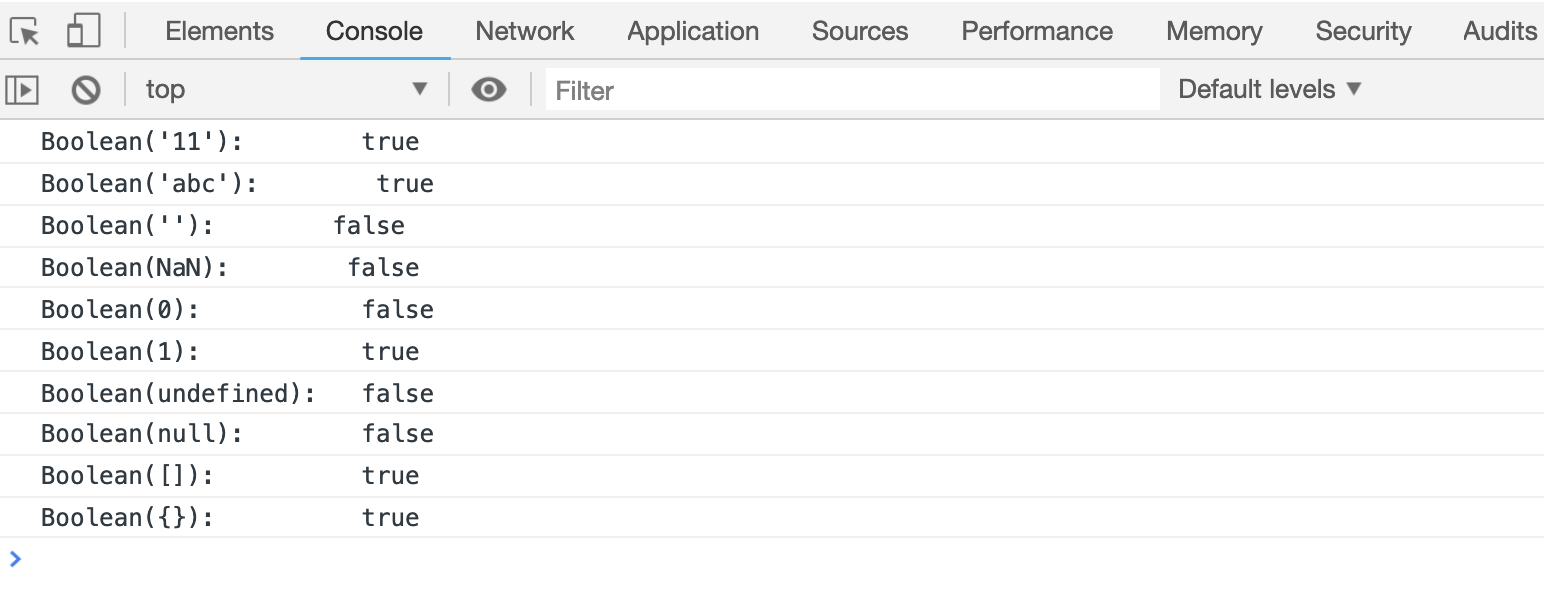 Elements Console Network Application Sources Performance Memory Security Audits
top Filter Default levels
Boolean('11'): true
Boolean('abc'): true
Boolean(''): false
Boolean(NaN): false
Boolean(0): false
Boolean(1): true
Boolean(undefined): false
Boolean(null): false
Boolean([]): true
Boolean({}): true